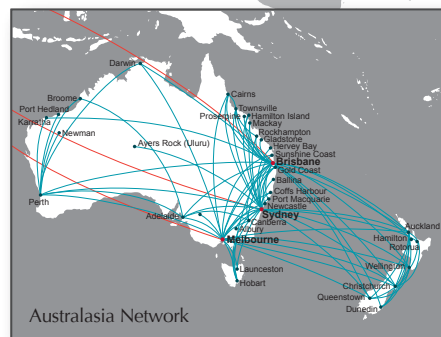 Darwin
Cairns
Broome
Townsville
Port Hedland
Proserpine
Hamilton Island
Karratha
Mackay
Newman
Rockhampton
Gladstone
Ayers Rock (Uluru)
Hervey Bay
Sunshine Coast
Brisbane
Gold Coast
Ballina
Coffs Harbour
Perth
Port Macquarie
Newcastle
Adelaide
Sydney
Canberra
Albury
Auckland
Melbourne
Hamilton
Rotorua
Wellington
Launceston
Christchurch
Hobart
Queenstown
Dunedin
Australasia Network